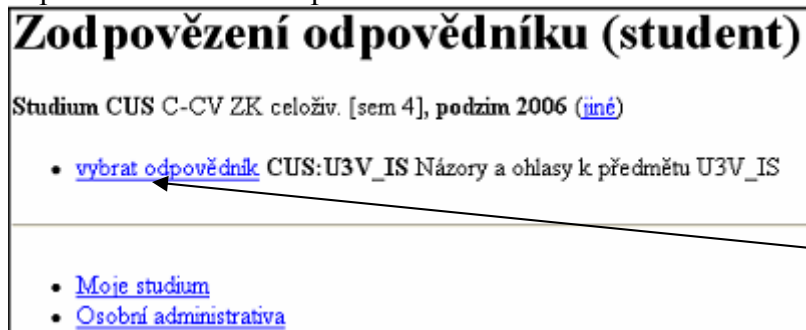 Zodpovězení odpovědníku (student)
Studium CUS C-CV ZK celoživ. [sem 4], podzim 2006 (jiné)
• vybrat odpovědník CUS:U3V_IS Názory a ohlasy k předmětu U3V_IS
• Moje studium
• Osobní administrativa